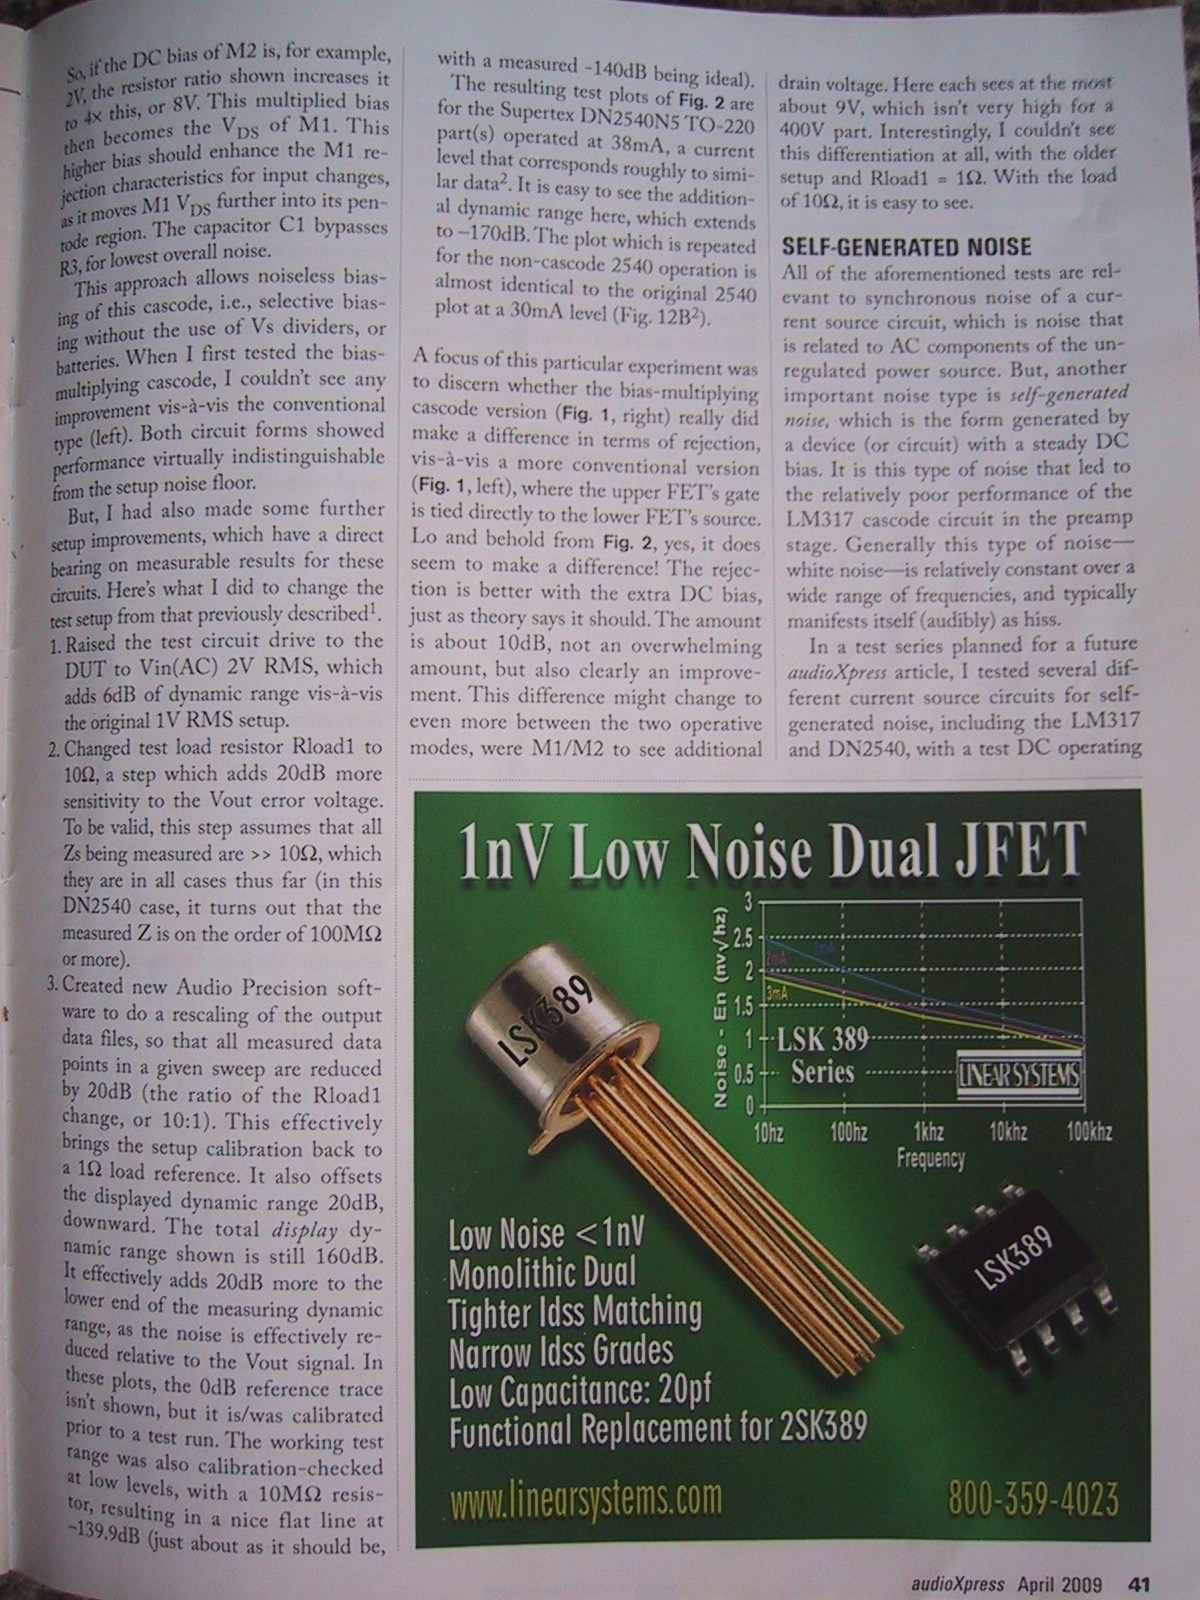 So, if the DC bias of M2 is, for example,
2V, the resistor ratio shown increases it
to 4× this, or 8V. This multiplied bias
then becomes the VDS of M1. This
higher bias should enhance the M1 re-
jection characteristics for input changes,
as it moves M1 VDS further into its pen-
tode region. The capacitor C1 bypasses
R3, for lowest overall noise.
This approach allows noiseless bias-
ing of this cascode, i.e., selective bias-
ing without the use of Vs dividers, or
batteries. When I first tested the bias-
multiplying cascode, I couldn't see any
improvement vis-à-vis the conventional
type (left). Both circuit forms showed
performance virtually indistinguishable
from the setup noise floor.
But, I had also made some further
setup improvements, which have a direct
bearing on measurable results for these
circuits. Here's what I did to change the
test setup from that previously described¹.
1. Raised the test circuit drive to the
DUT to Vin(AC) 2V RMS, which
adds 6dB of dynamic range vis-à-vis
the original 1V RMS setup.
2. Changed test load resistor Rload1 to
10Ω, a step which adds 20dB more
sensitivity to the Vout error voltage.
To be valid, this step assumes that all
Zs being measured are >> 10Ω, which
they are in all cases thus far (in this
DN2540 case, it turns out that the
measured Z is on the order of 100MΩ
or more).
3. Created new Audio Precision soft-
ware to do a rescaling of the output
data files, so that all measured data
points in a given sweep are reduced
by 20dB (the ratio of the Rload1
change, or 10:1). This effectively
brings the setup calibration back to
a 1Ω load reference. It also offsets
the displayed dynamic range 20dB,
downward. The total display dy-
namic range shown is still 160dB.
It effectively adds 20dB more to the
lower end of the measuring dynamic
range, as the noise is effectively re-
duced relative to the Vout signal. In
these plots, the 0dB reference trace
isn't shown, but it is/was calibrated
prior to a test run. The working test
range was also calibration-checked
at low levels, with a 10MΩ resis-
tor, resulting in a nice flat line at
-139.9dB (just about as it should be,
with a measured -140dB being ideal).
The resulting test plots of Fig. 2 are
for the Supertex DN2540N5 TO-220
part(s) operated at 38mA, a current
level that corresponds roughly to simi-
lar data². It is easy to see the addition-
al dynamic range here, which extends
to -170dB. The plot which is repeated
for the non-cascode 2540 operation is
almost identical to the original 2540
plot at a 30mA level (Fig. 12B²).
A focus of this particular experiment was
to discern whether the bias-multiplying
cascode version (Fig. 1, right) really did
make a difference in terms of rejection,
vis-à-vis a more conventional version
(Fig. 1, left), where the upper FET's gate
is tied directly to the lower FET's source.
Lo and behold from Fig. 2, yes, it does
seem to make a difference! The rejec-
tion is better with the extra DC bias,
just as theory says it should. The amount
is about 10dB, not an overwhelming
amount, but also clearly an improve-
ment. This difference might change to
even more between the two operative
modes, were M1/M2 to see additional
drain voltage. Here each sees at the most
about 9V, which isn't very high for a
400V part. Interestingly, I couldn't see
this differentiation at all, with the older
setup and Rload1 = 1Ω. With the load
of 10Ω, it is easy to see.
SELF-GENERATED NOISE
All of the aforementioned tests are rel-
evant to synchronous noise of a cur-
rent source circuit, which is noise that
is related to AC components of the un-
regulated power source. But, another
important noise type is self-generated
noise, which is the form generated by
a device (or circuit) with a steady DC
bias. It is this type of noise that led to
the relatively poor performance of the
LM317 cascode circuit in the preamp
stage. Generally this type of noise—
white noise—is relatively constant over a
wide range of frequencies, and typically
manifests itself (audibly) as hiss.
In a test series planned for a future
audioXpress article, I tested several dif-
ferent current source circuits for self-
generated noise, including the LM317
and DN2540, with a test DC operating
1nV Low Noise Dual JFET
LSK389
Noise - En (nv√hz)
3
2.5
2
1.5
1
0.5
0
1mA
2mA
3mA
LSK 389
Series
LINEAR SYSTEMS
10hz 100hz 1khz 10khz 100khz
Frequency
LSK389
Low Noise <1nV
Monolithic Dual
Tighter Idss Matching
Narrow Idss Grades
Low Capacitance: 20pf
Functional Replacement for 2SK389
www.linearsystems.com 800-359-4023
audioXpress April 2009 41